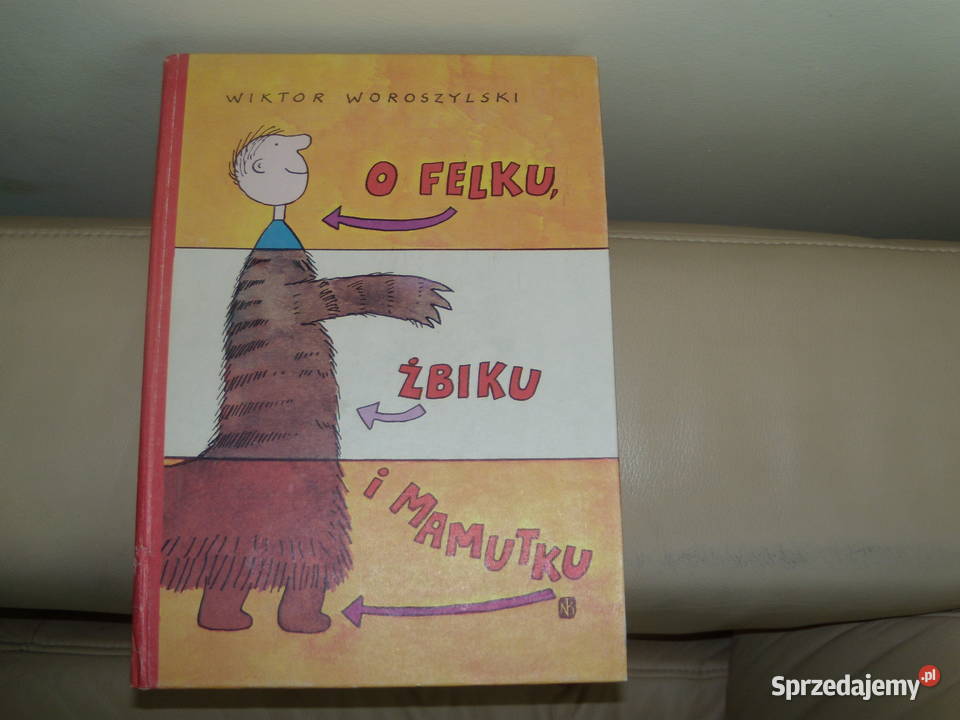 WIKTOR WOROSZYLSKI
O FELKU,
ŻBIKU
i MAMUTKU
Sprzedajemy.pl